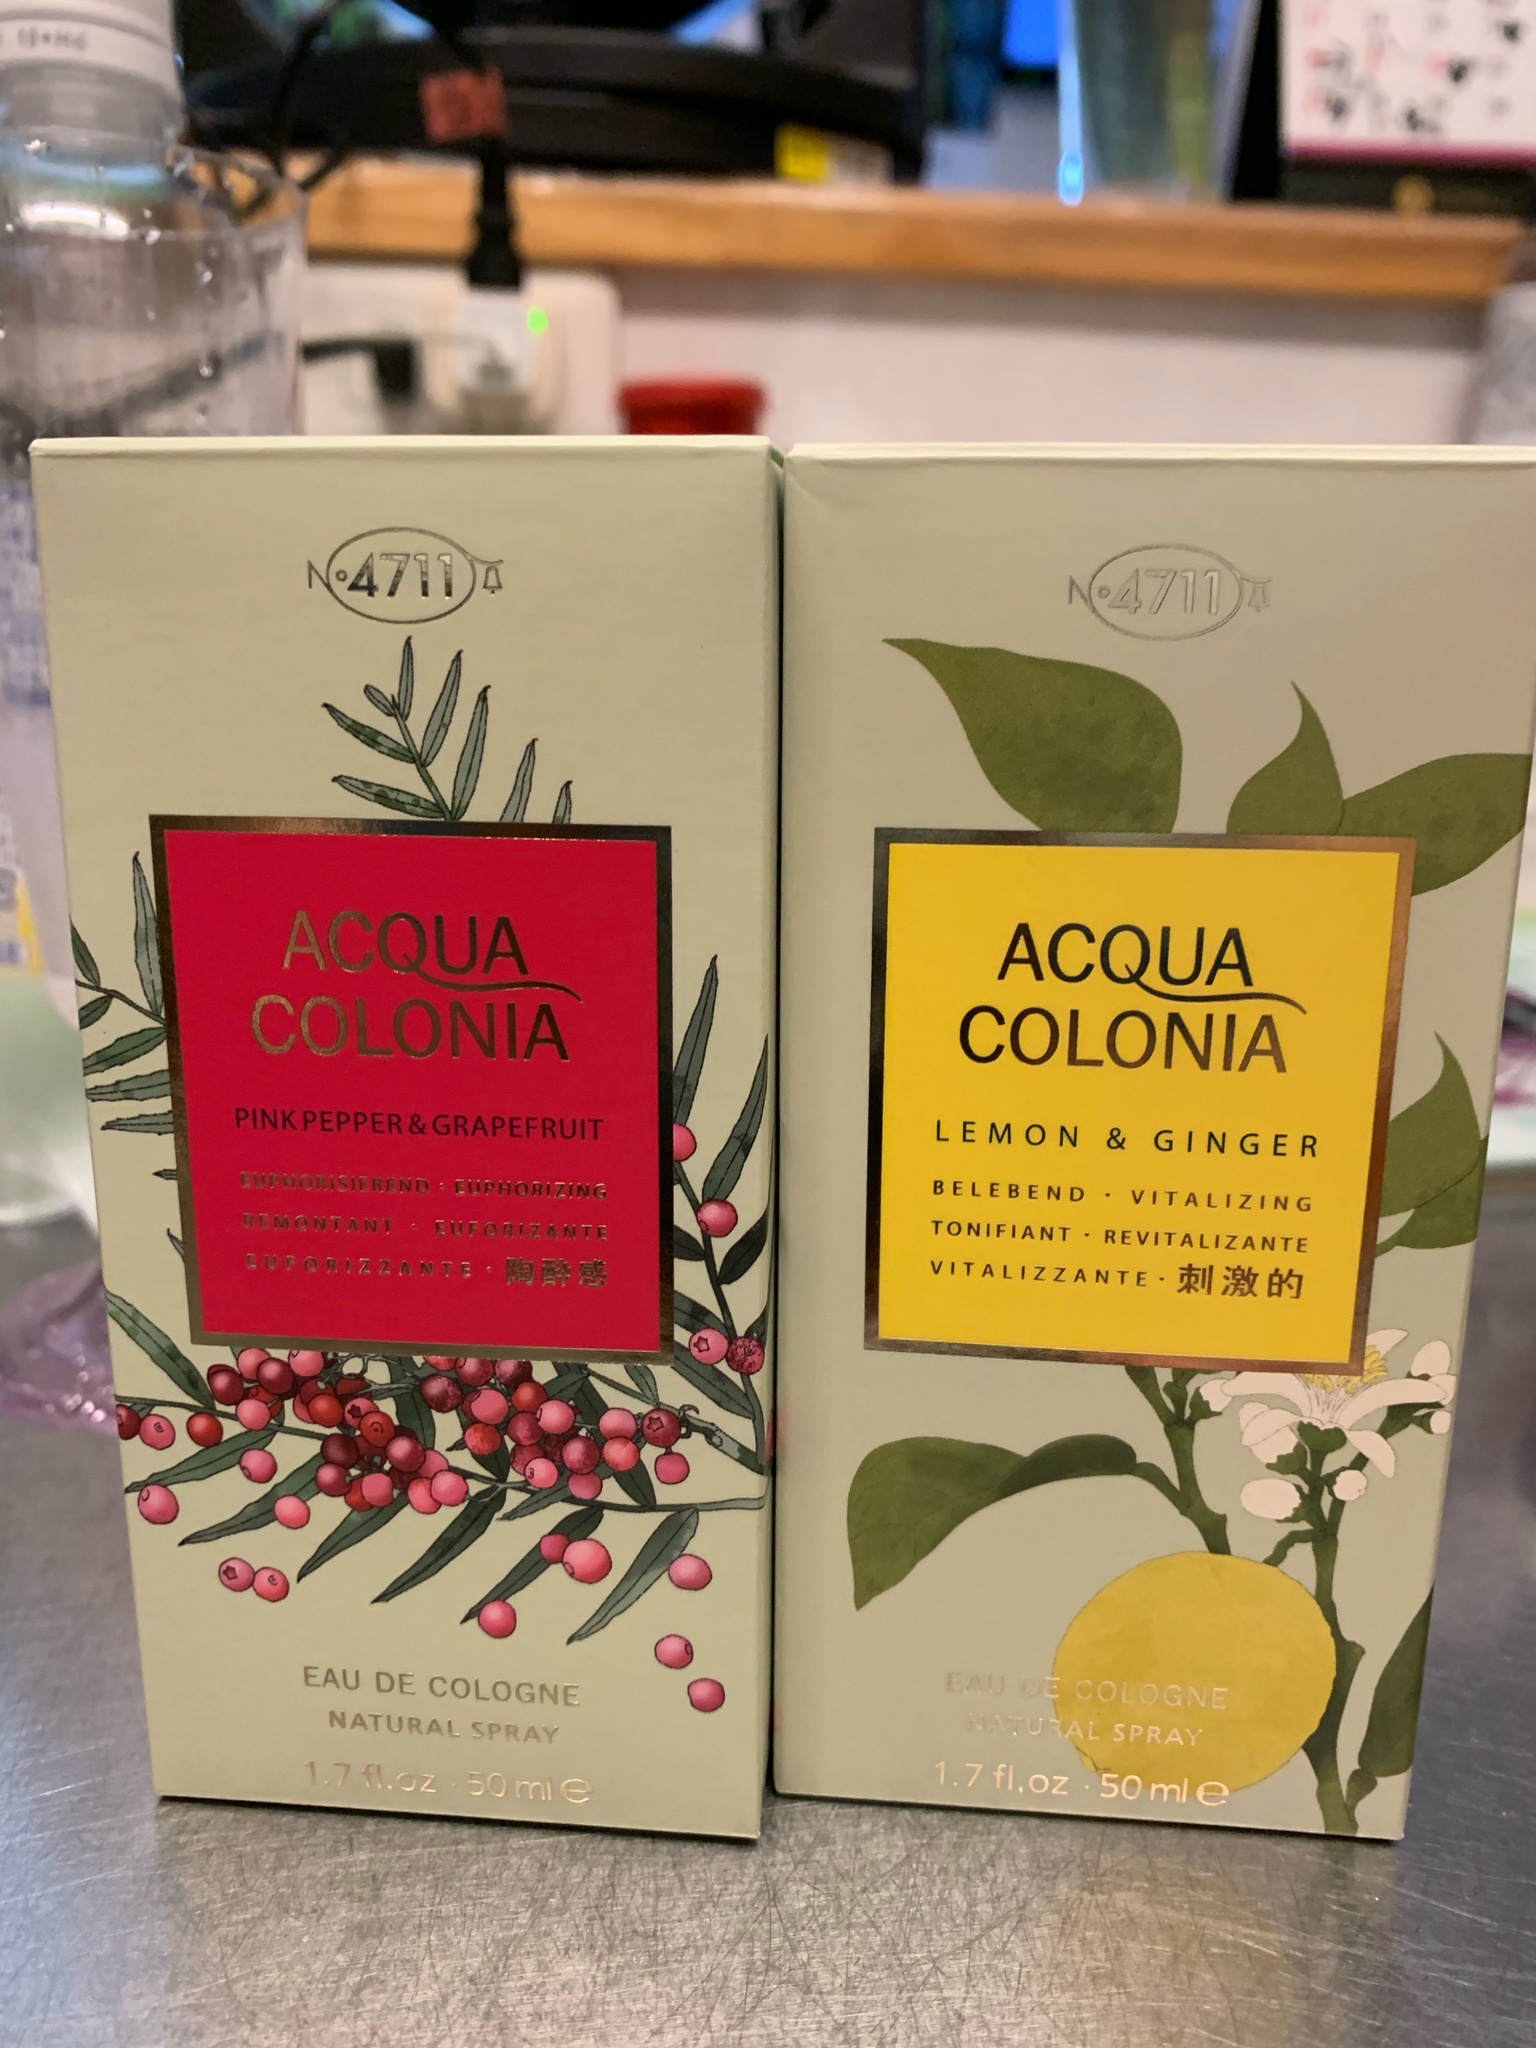 Nº4711
ACQUA
COLONIA
PINK PEPPER & GRAPEFRUIT
EUPHORISIEREND · EUPHORIZING
REMONTANT · EUFORIZANTE
EUFORIZZANTE · 陶醉感
EAU DE COLOGNE
NATURAL SPRAY
1.7 fl.oz · 50 ml ℮
Nº4711
ACQUA
COLONIA
LEMON & GINGER
BELEBEND · VITALIZING
TONIFIANT · REVITALIZANTE
VITALIZZANTE · 刺激的
EAU DE COLOGNE
NATURAL SPRAY
1.7 fl.oz · 50 ml ℮